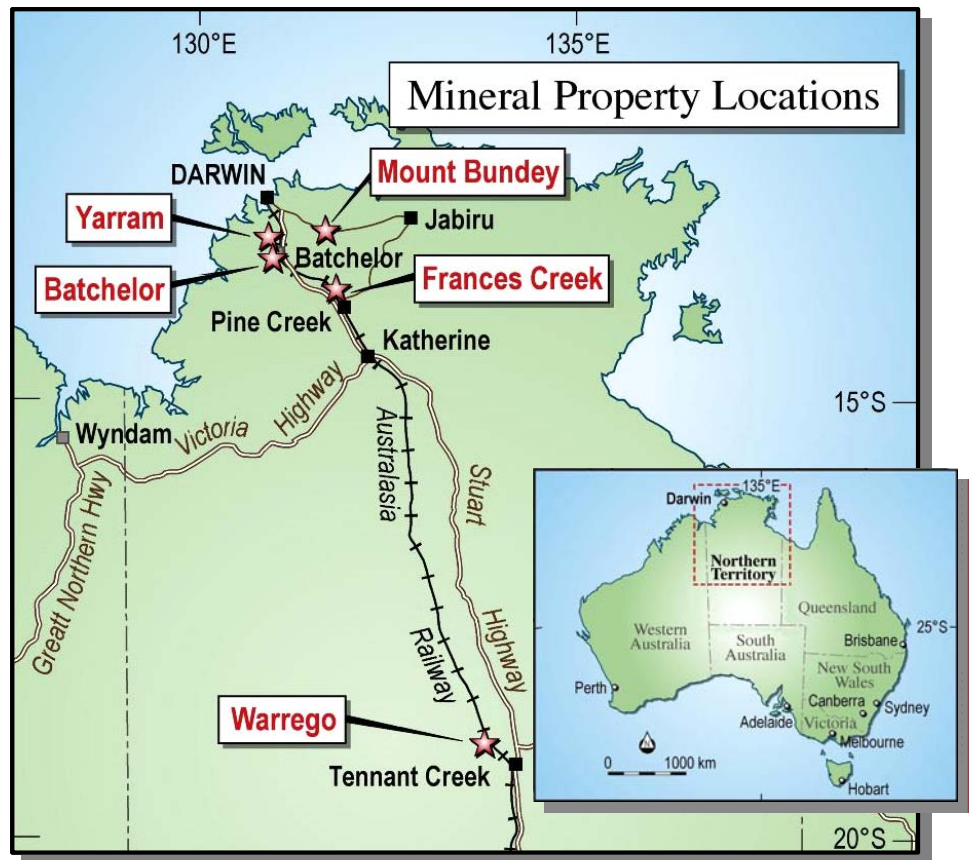 130°E
135°E
Mineral Property Locations
DARWIN
Mount Bundey
Yarram
Jabiru
Batchelor
Batchelor
Frances Creek
Pine Creek
Katherine
15°S
Wyndam
Victoria
Highway
Australasia
Railway
Stuart
Highway
Greatt Northern Hwy
Warrego
Tennant Creek
20°S
135°E
Darwin
Northern
Territory
Queensland
25°S
Western
Australia
South
Australia
Brisbane
New South
Wales
Perth
Canberra
Sydney
Adelaide
Victoria
Melbourne
N
0 1000 km
Hobart